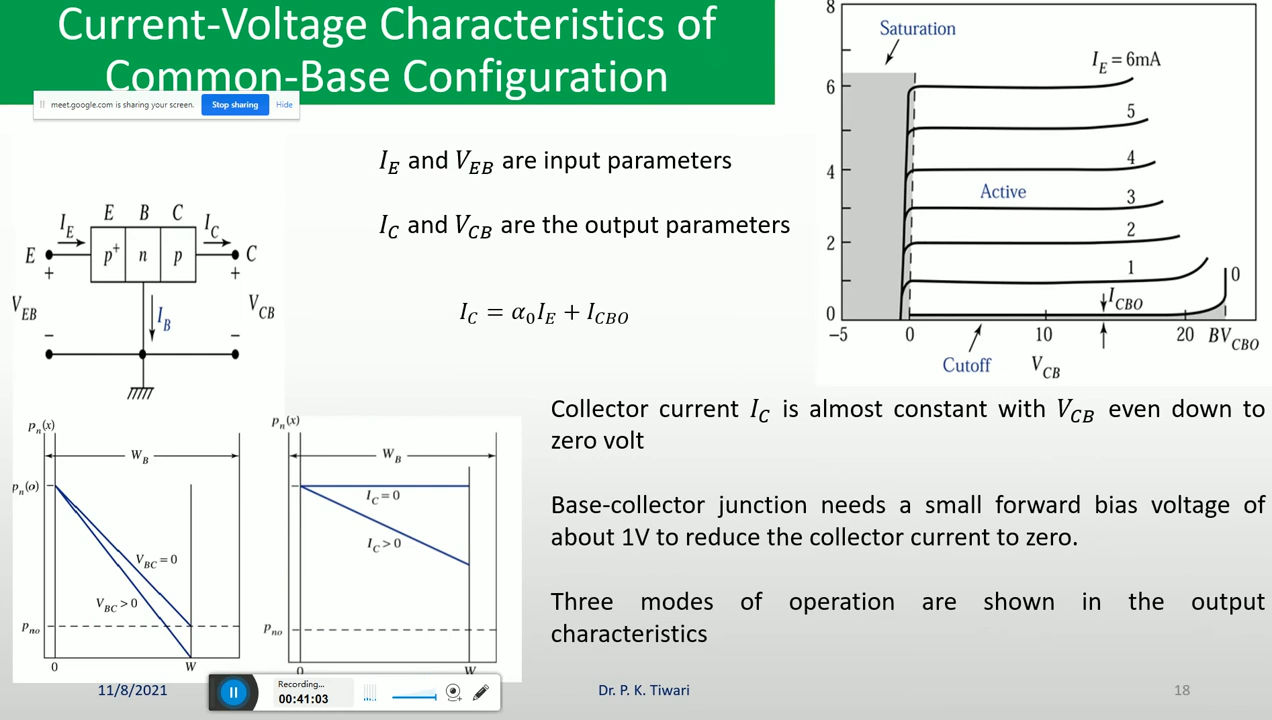 Current-Voltage Characteristics of
Common-Base Configuration
meet.google.com is sharing your screen. Stop sharing Hide
I_E and V_EB are input parameters
I_C and V_CB are the output parameters
I_C = α_0 I_E + I_CBO
E B C
I_E I_C
E p⁺ n p C
+ +
V_EB I_B V_CB
– –
8
Saturation
I_E = 6mA
6
5
4
4
Active
3
2
2
1
0
I_CBO
0
–5 0 10 20 BV_CBO
Cutoff V_CB
Collector current I_C is almost constant with V_CB even down to
zero volt
Base-collector junction needs a small forward bias voltage of
about 1V to reduce the collector current to zero.
Three modes of operation are shown in the output
characteristics
P_n(x)
W_B
p_n(o)
V_BC = 0
V_BC > 0
P_no
0 W
P_n(x)
W_B
I_C = 0
I_C > 0
P_no
0 W
11/8/2021
Recording...
00:41:03
Dr. P. K. Tiwari
18